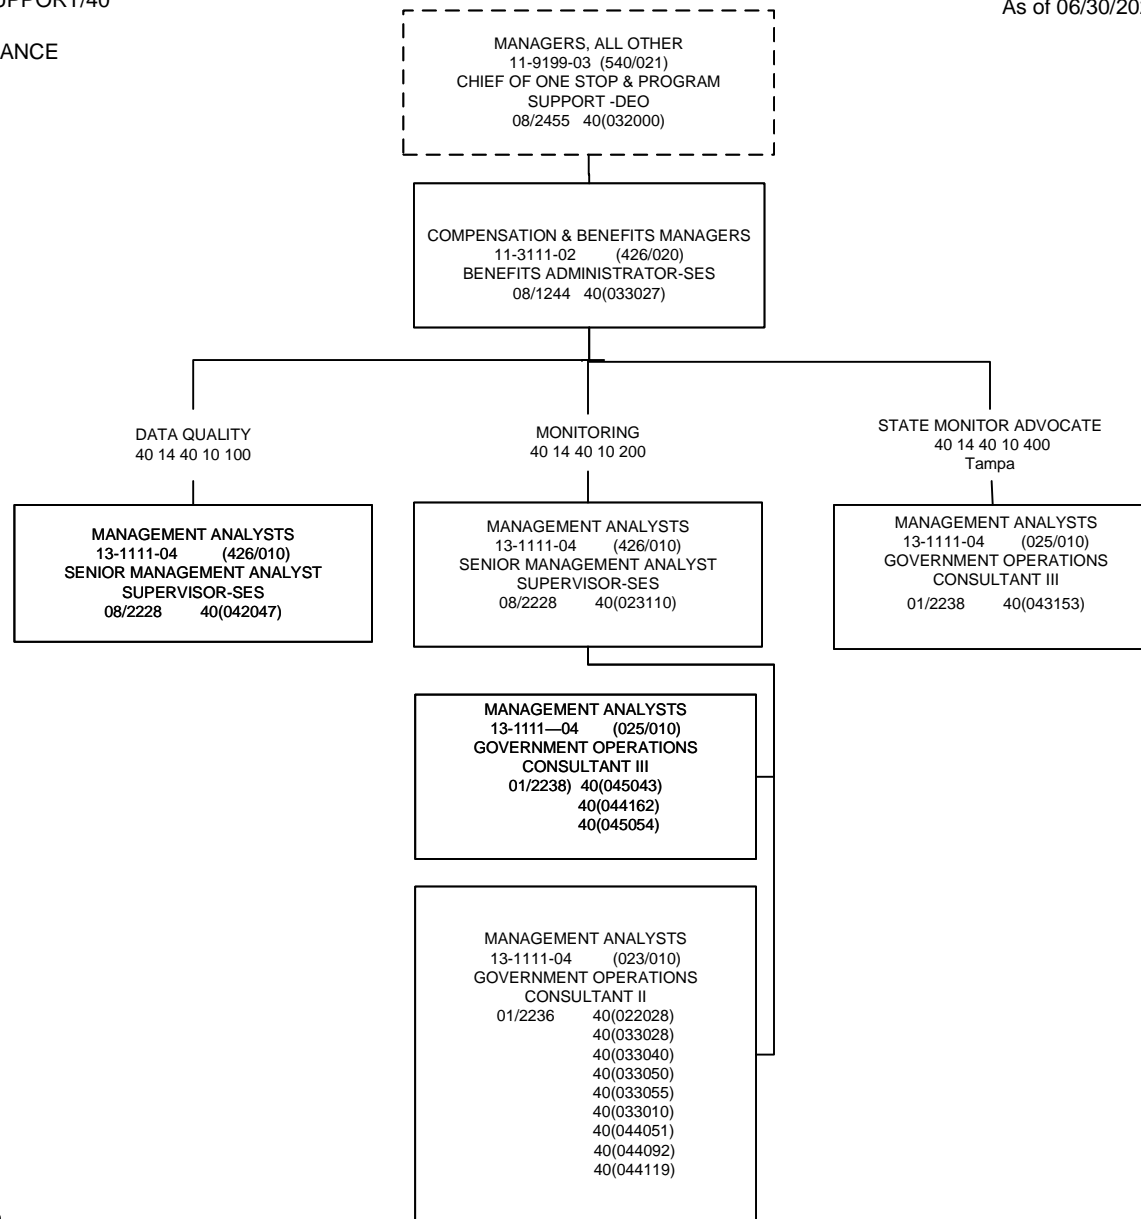 As of 06/30/20
MANAGERS, ALL OTHER
11-9199-03 (540/021)
CHIEF OF ONE STOP & PROGRAM
SUPPORT -DEO
08/2455 40(032000)
COMPENSATION & BENEFITS MANAGERS
11-3111-02 (426/020)
BENEFITS ADMINISTRATOR-SES
08/1244 40(033027)
DATA QUALITY
40 14 40 10 100
MONITORING
40 14 40 10 200
STATE MONITOR ADVOCATE
40 14 40 10 400
Tampa
MANAGEMENT ANALYSTS
13-1111-04 (426/010)
SENIOR MANAGEMENT ANALYST
SUPERVISOR-SES
08/2228 40(042047)
MANAGEMENT ANALYSTS
13-1111-04 (426/010)
SENIOR MANAGEMENT ANALYST
SUPERVISOR-SES
08/2228 40(023110)
MANAGEMENT ANALYSTS
13-1111-04 (025/010)
GOVERNMENT OPERATIONS
CONSULTANT III
01/2238 40(043153)
MANAGEMENT ANALYSTS
13-1111—04 (025/010)
GOVERNMENT OPERATIONS
CONSULTANT III
01/2238) 40(045043)
40(044162)
40(045054)
MANAGEMENT ANALYSTS
13-1111-04 (023/010)
GOVERNMENT OPERATIONS
CONSULTANT II
01/2236 40(022028)
40(033028)
40(033040)
40(033050)
40(033055)
40(033010)
40(044051)
40(044092)
40(044119)